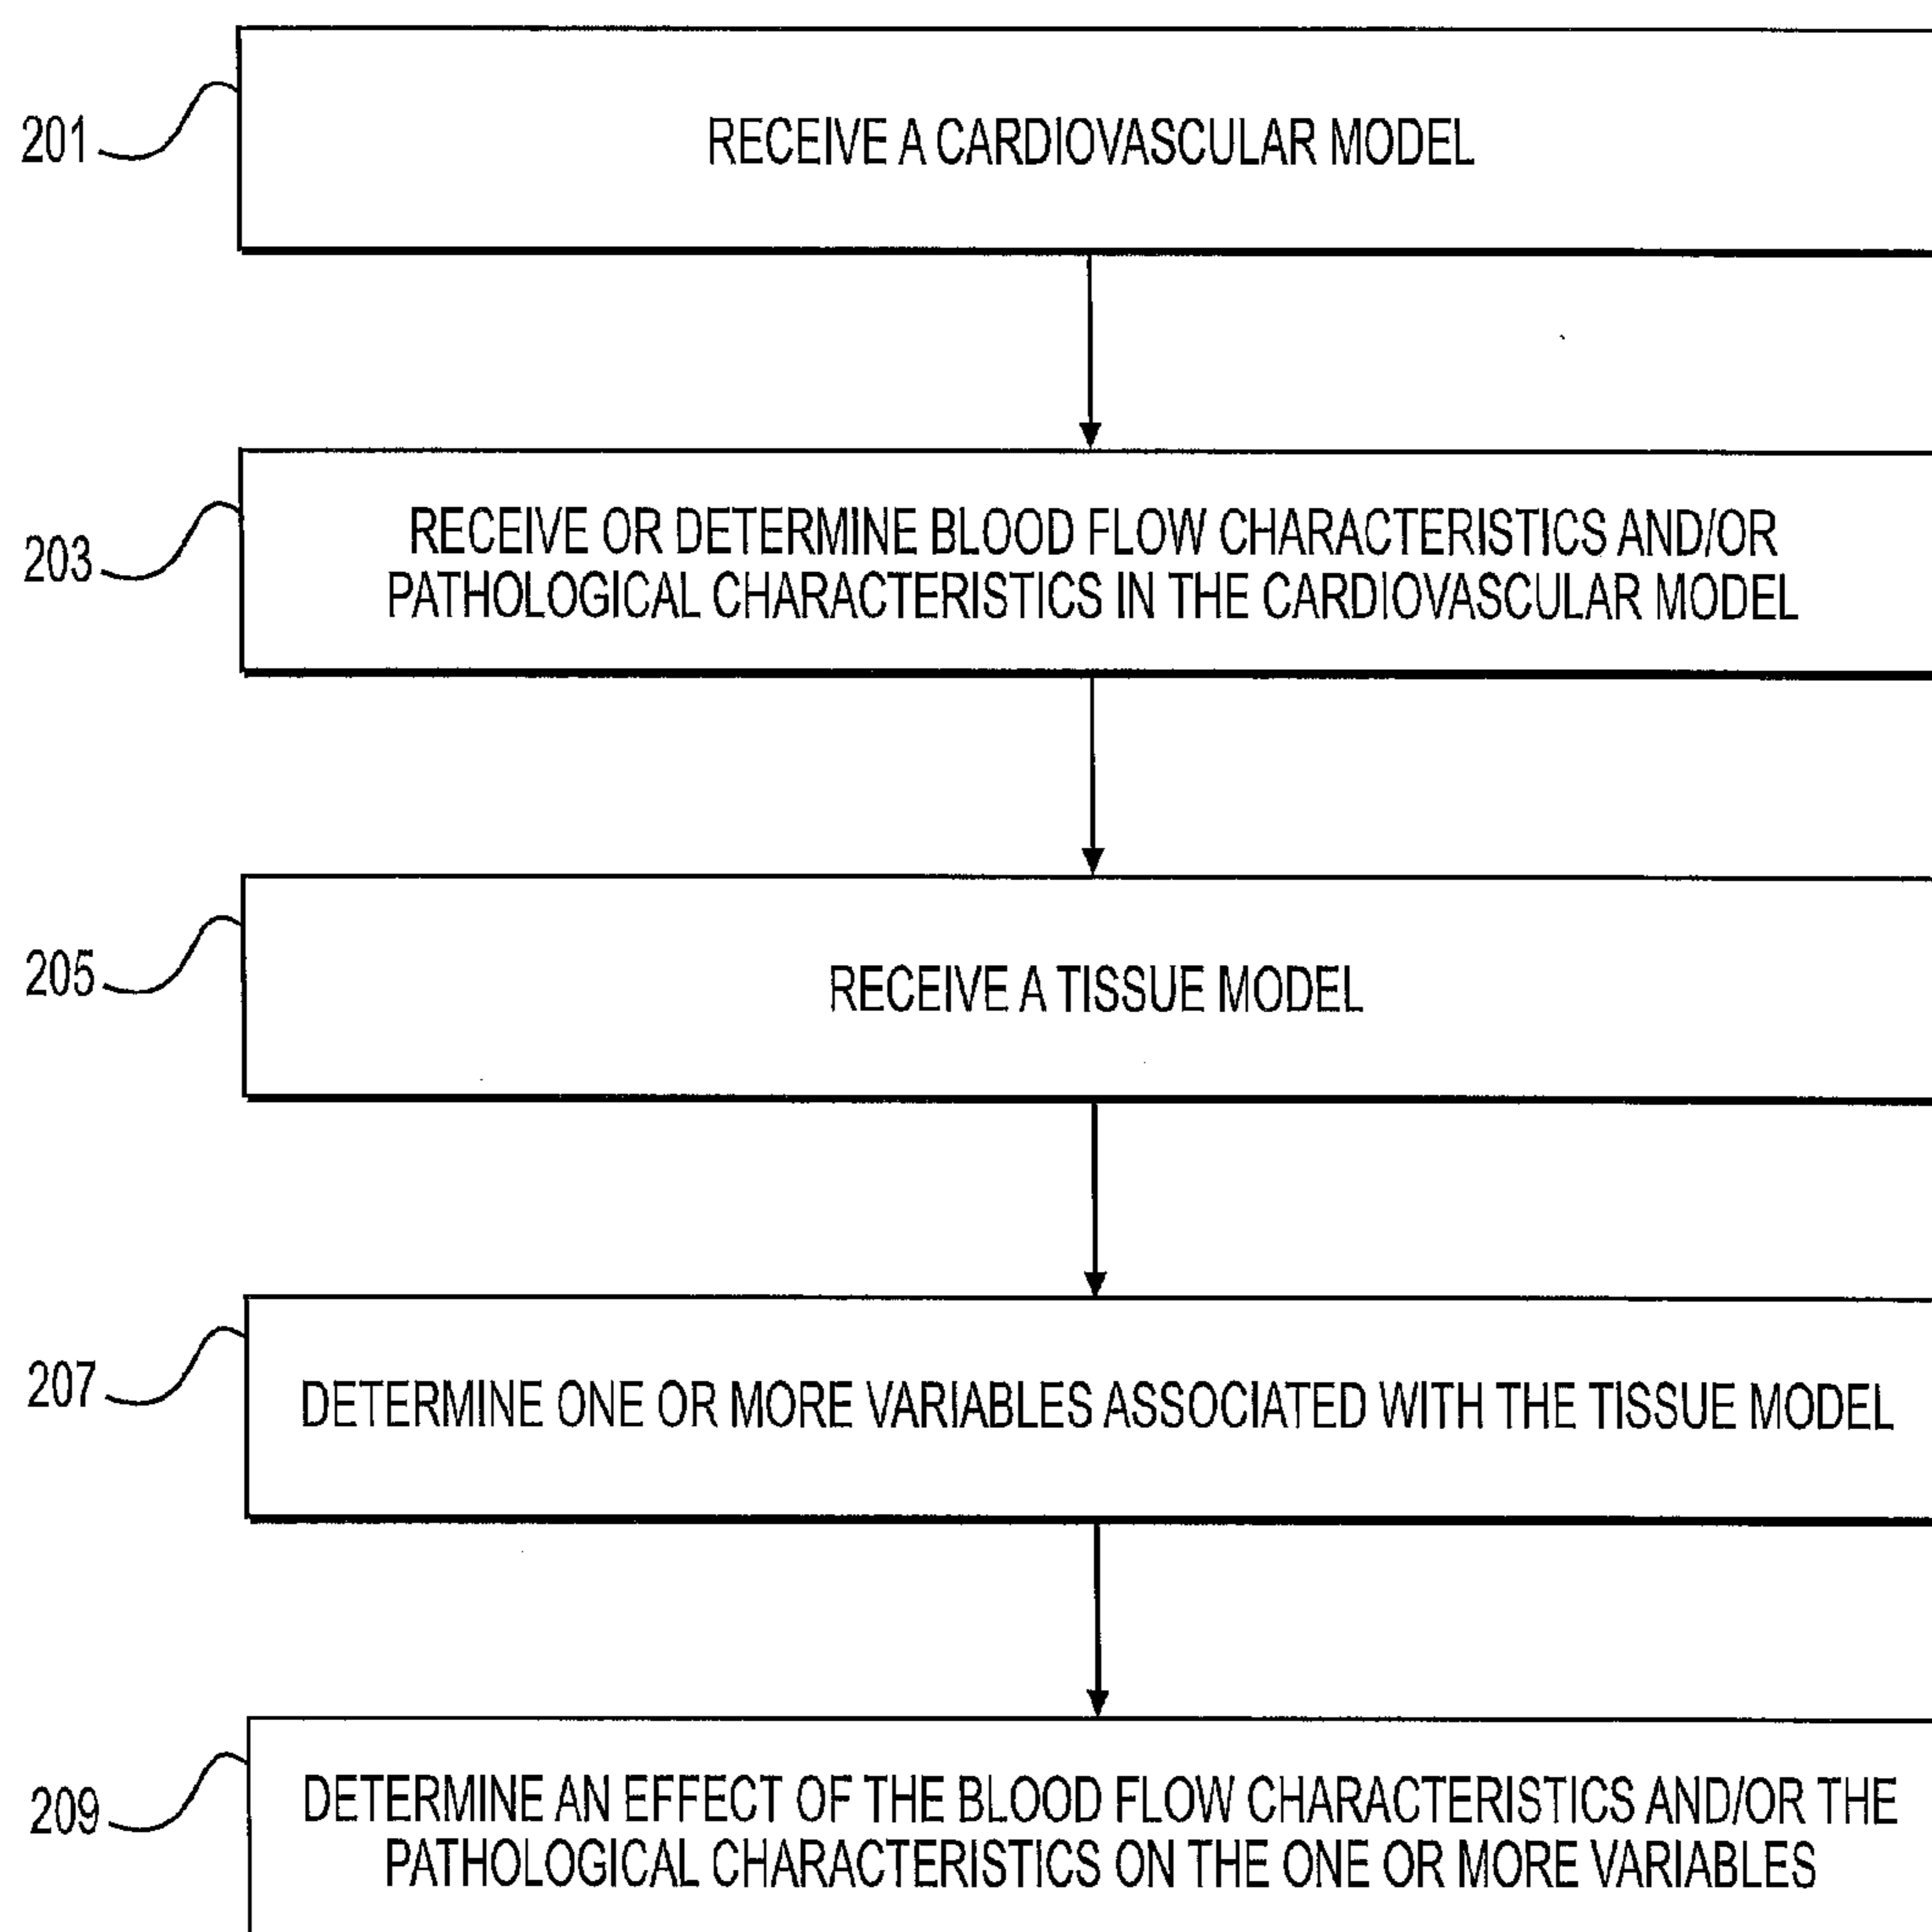 201
RECEIVE A CARDIOVASCULAR MODEL
203
RECEIVE OR DETERMINE BLOOD FLOW CHARACTERISTICS AND/OR
PATHOLOGICAL CHARACTERISTICS IN THE CARDIOVASCULAR MODEL
205
RECEIVE A TISSUE MODEL
207
DETERMINE ONE OR MORE VARIABLES ASSOCIATED WITH THE TISSUE MODEL
209
DETERMINE AN EFFECT OF THE BLOOD FLOW CHARACTERISTICS AND/OR THE
PATHOLOGICAL CHARACTERISTICS ON THE ONE OR MORE VARIABLES